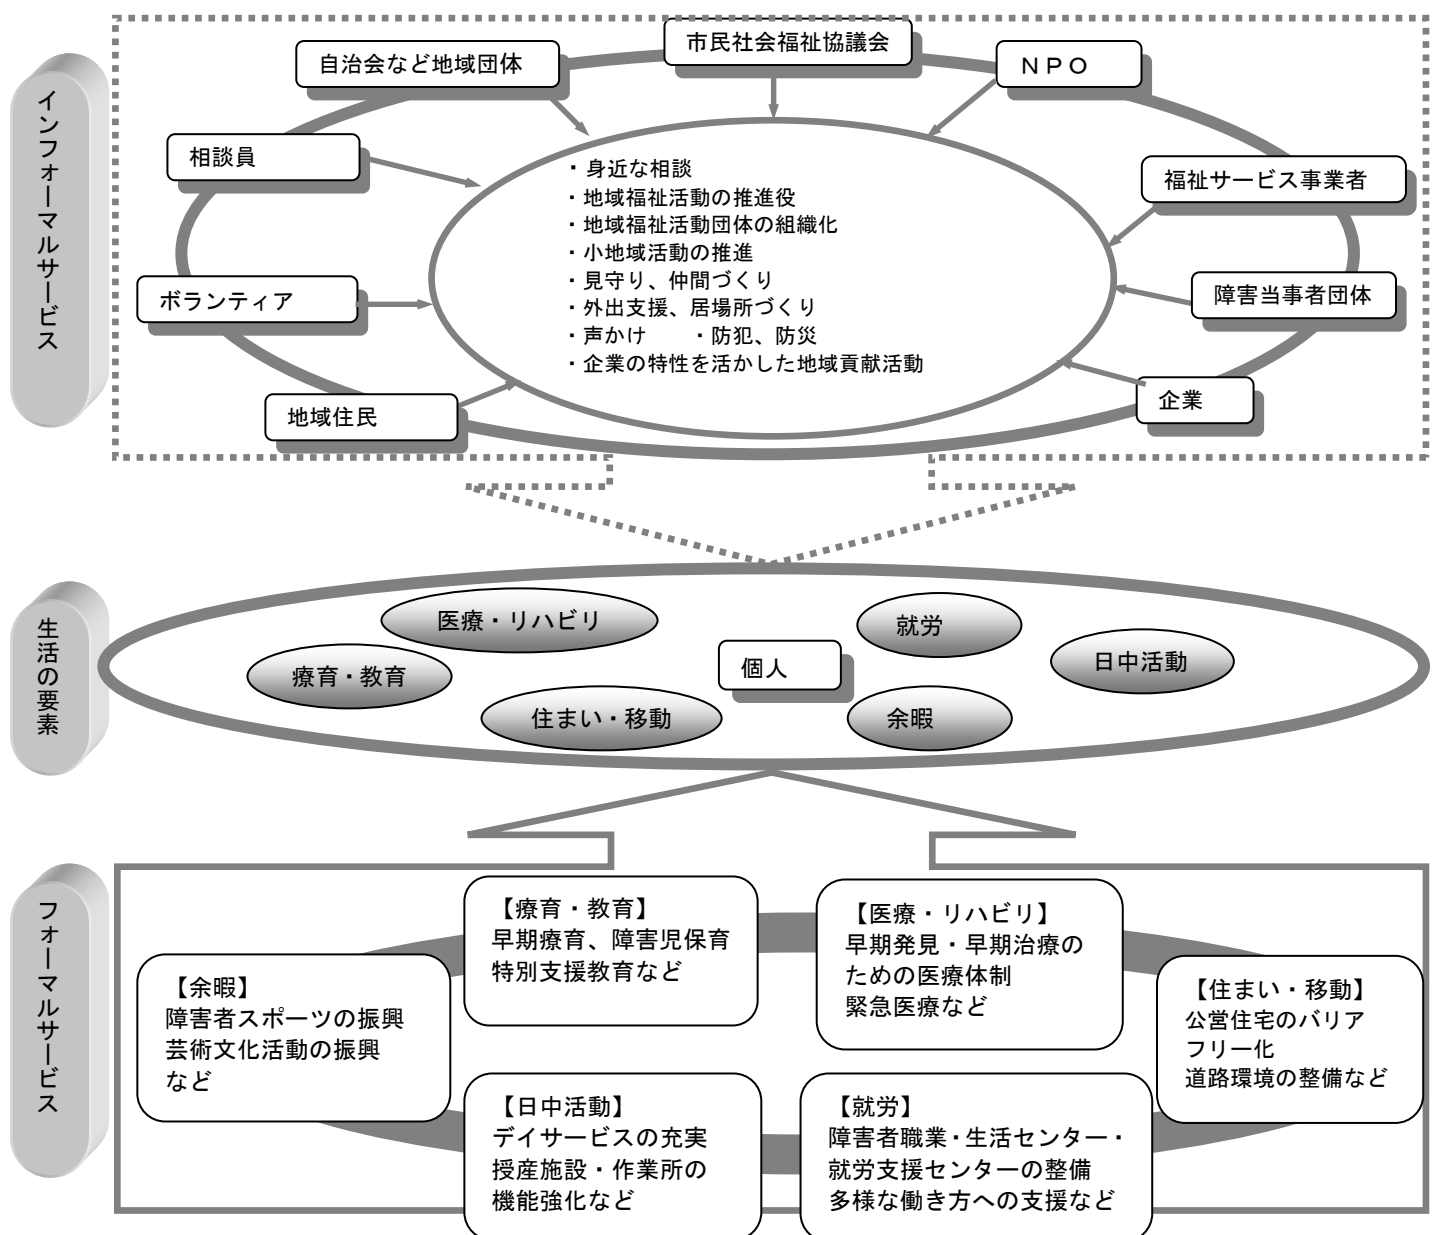 インフォーマルサービス
市民社会福祉協議会
自治会など地域団体
NPO
相談員
福祉サービス事業者
ボランティア
障害当事者団体
地域住民
企業
・身近な相談
・地域福祉活動の推進役
・地域福祉活動団体の組織化
・小地域活動の推進
・見守り、仲間づくり
・外出支援、居場所づくり
・声かけ ・防犯、防災
・企業の特性を活かした地域貢献活動
生活の要素
医療・リハビリ
就労
療育・教育
個人
日中活動
住まい・移動
余暇
フォーマルサービス
【療育・教育】
早期療育、障害児保育
特別支援教育など
【医療・リハビリ】
早期発見・早期治療の
ための医療体制
緊急医療など
【余暇】
障害者スポーツの振興
芸術文化活動の振興
など
【住まい・移動】
公営住宅のバリア
フリー化
道路環境の整備など
【日中活動】
デイサービスの充実
授産施設・作業所の
機能強化など
【就労】
障害者職業・生活センター・
就労支援センターの整備
多様な働き方への支援など